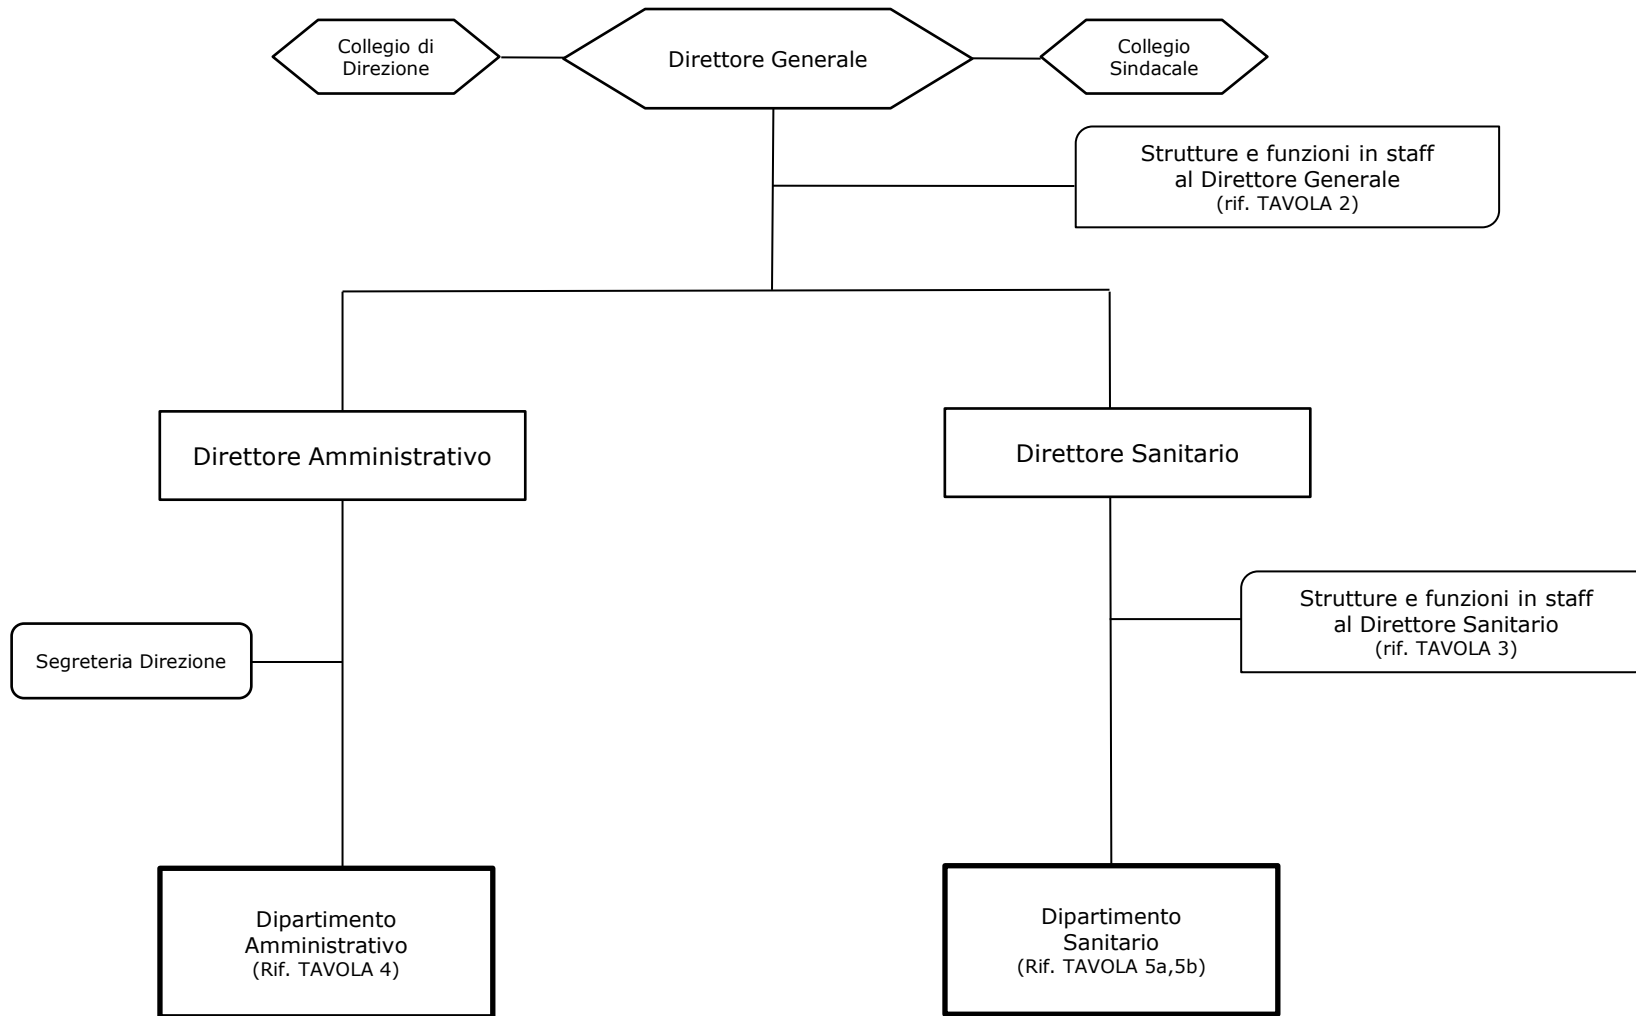 Collegio di
Direzione
Direttore Generale
Collegio
Sindacale
Strutture e funzioni in staff
al Direttore Generale
(rif. TAVOLA 2)
Direttore Amministrativo
Direttore Sanitario
Strutture e funzioni in staff
al Direttore Sanitario
(rif. TAVOLA 3)
Segreteria Direzione
Dipartimento
Amministrativo
(Rif. TAVOLA 4)
Dipartimento
Sanitario
(Rif. TAVOLA 5a,5b)